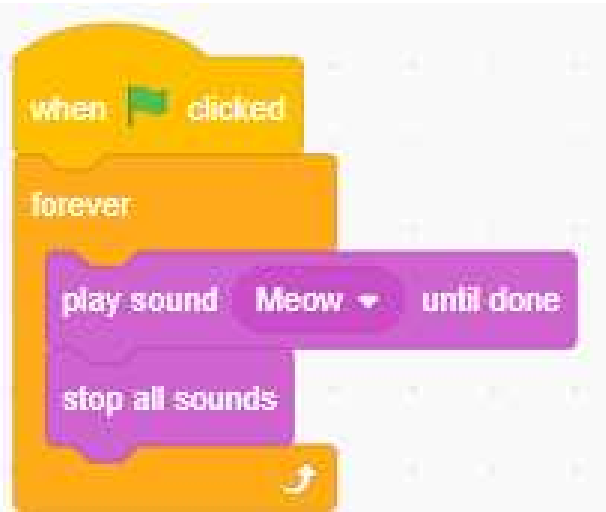 when clicked
forever
play sound Meow until done
stop all sounds